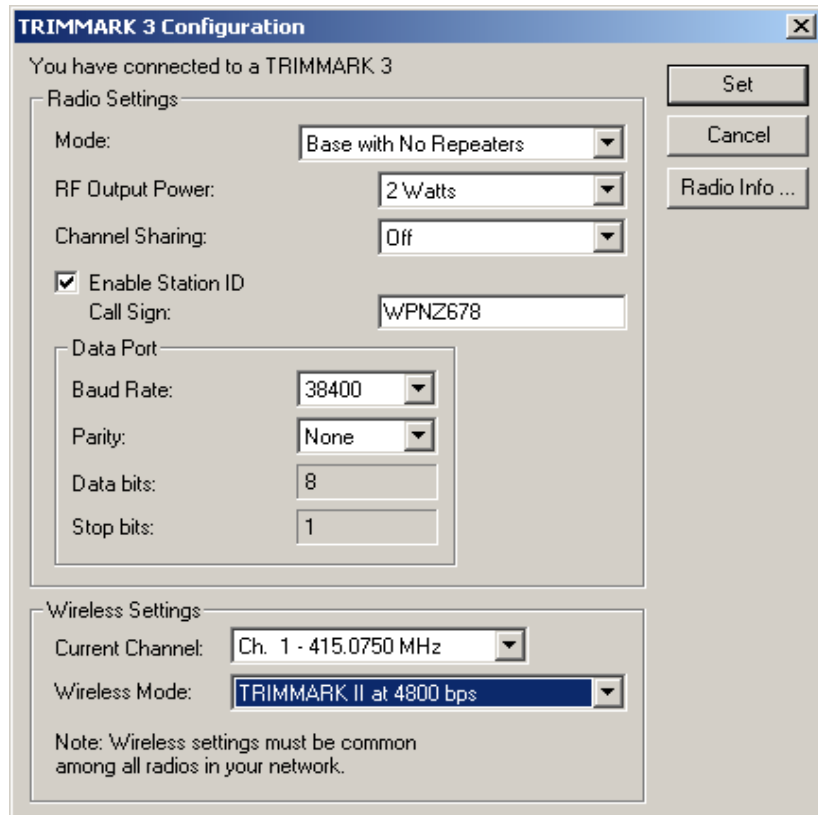 TRIMMARK 3 Configuration
You have connected to a TRIMMARK 3
Set
Cancel
Radio Info ...
Radio Settings
Mode: Base with No Repeaters
RF Output Power: 2 Watts
Channel Sharing: Off
Enable Station ID
Call Sign: WPNZ678
Data Port
Baud Rate: 38400
Parity: None
Data bits: 8
Stop bits: 1
Wireless Settings
Current Channel: Ch. 1 - 415.0750 MHz
Wireless Mode: TRIMMARK II at 4800 bps
Note: Wireless settings must be common
among all radios in your network.